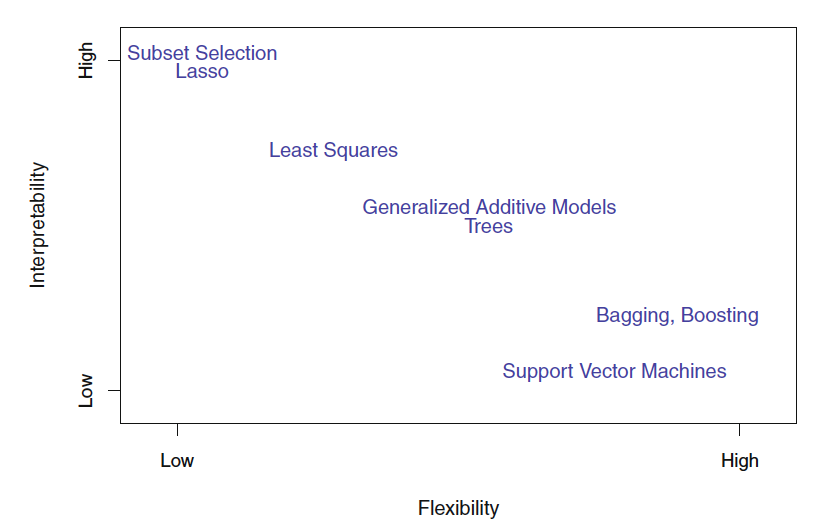 High
Subset Selection
Lasso
Least Squares
Interpretability
Generalized Additive Models
Trees
Bagging, Boosting
Support Vector Machines
Low
Low
High
Flexibility